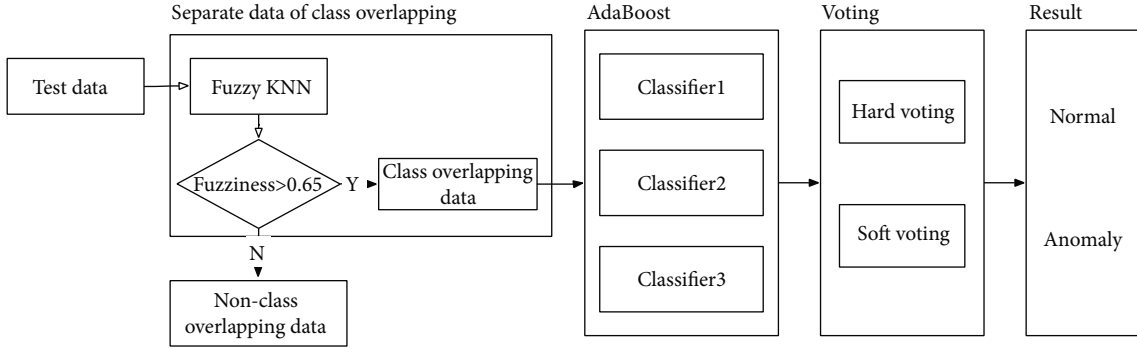 Separate data of class overlapping
AdaBoost
Voting
Result
Test data
Fuzzy KNN
Fuzziness>0.65
Y
Class overlapping
data
N
Non-class
overlapping data
Classifier1
Classifier2
Classifier3
Hard voting
Soft voting
Normal
Anomaly